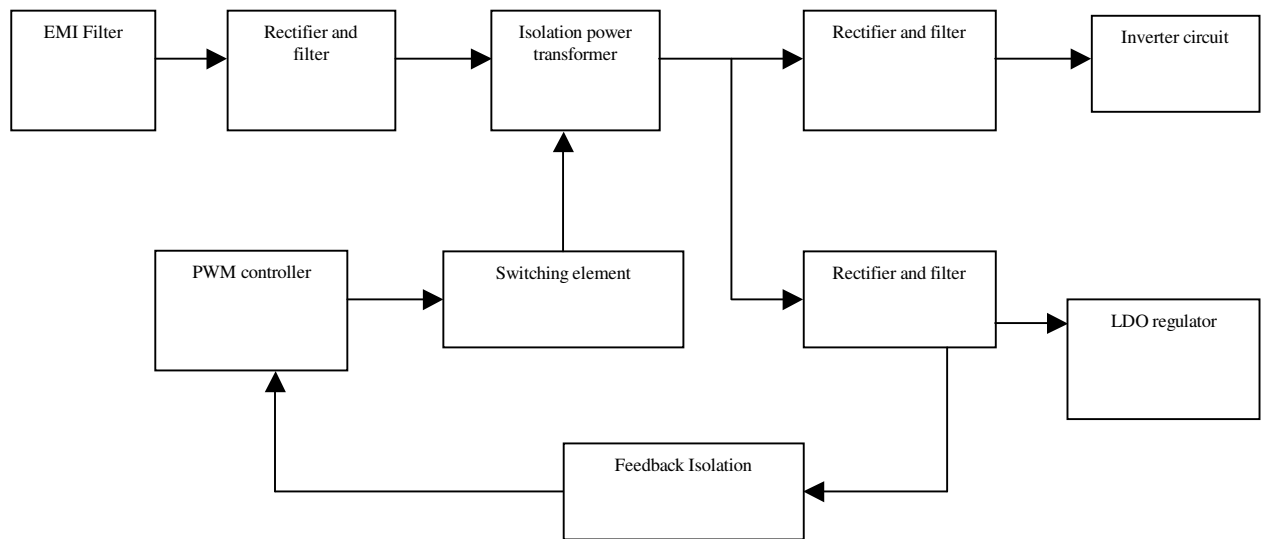 EMI Filter
Rectifier and
filter
Isolation power
transformer
Rectifier and filter
Inverter circuit
PWM controller
Switching element
Rectifier and filter
LDO regulator
Feedback Isolation